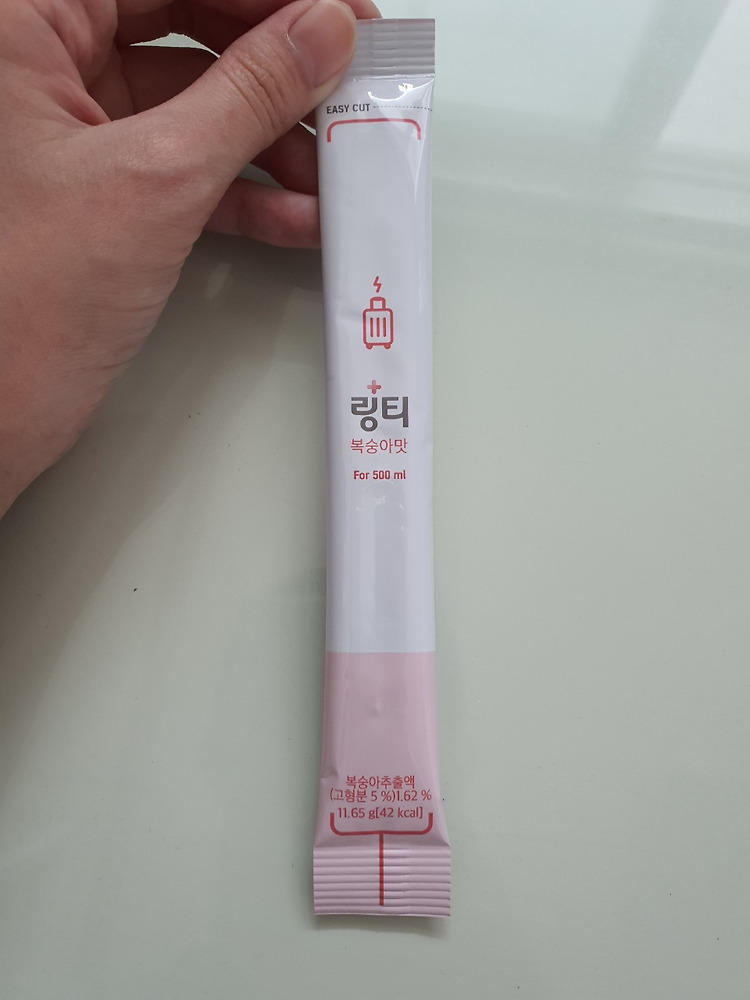 EASY CUT
링티
복숭아맛
For 500 ml
복숭아추출액
(고형분 5 %)1.62 %
11.65 g[42 kcal]